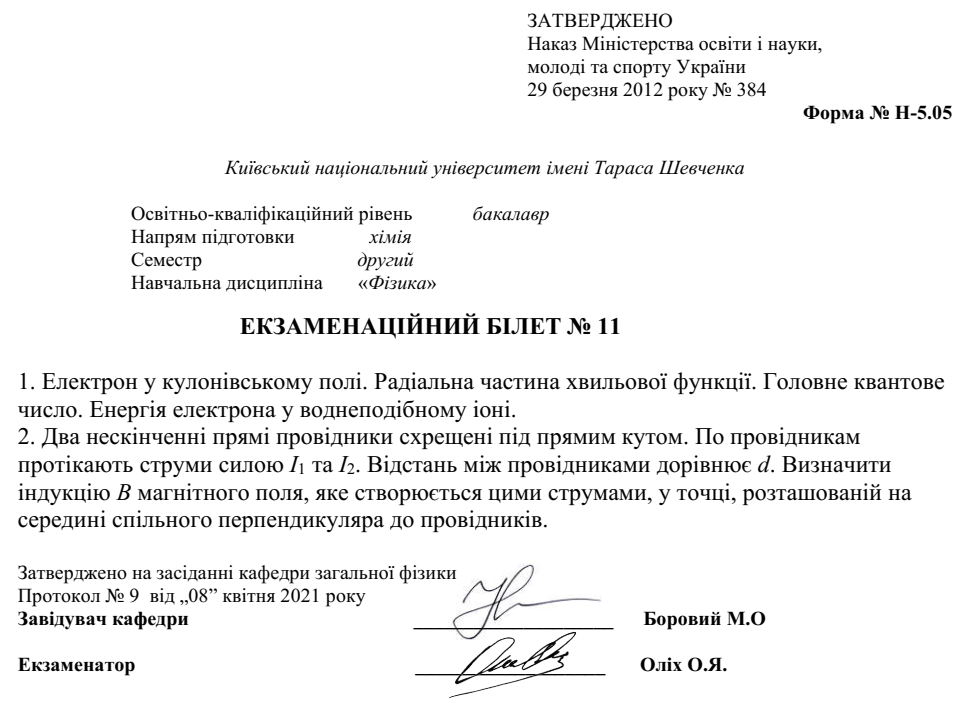 ЗАТВЕРДЖЕНО
Наказ Міністерства освіти і науки,
молоді та спорту України
29 березня 2012 року № 384
Форма № Н-5.05
Київський національний університет імені Тараса Шевченка
Освітньо-кваліфікаційний рівень бакалавр
Напрям підготовки хімія
Семестр другий
Навчальна дисципліна «Фізика»
ЕКЗАМЕНАЦІЙНИЙ БІЛЕТ № 11
1. Електрон у кулонівському полі. Радіальна частина хвильової функції. Головне квантове
число. Енергія електрона у воднеподібному іоні.
2. Два нескінченні прямі провідники схрещені під прямим кутом. По провідникам
протікають струми силою I₁ та I₂. Відстань між провідниками дорівнює d. Визначити
індукцію B магнітного поля, яке створюється цими струмами, у точці, розташованій на
середині спільного перпендикуляра до провідників.
Затверджено на засіданні кафедри загальної фізики
Протокол № 9 від „08” квітня 2021 року
Завідувач кафедри Боровий М.О
Екзаменатор Оліх О.Я.